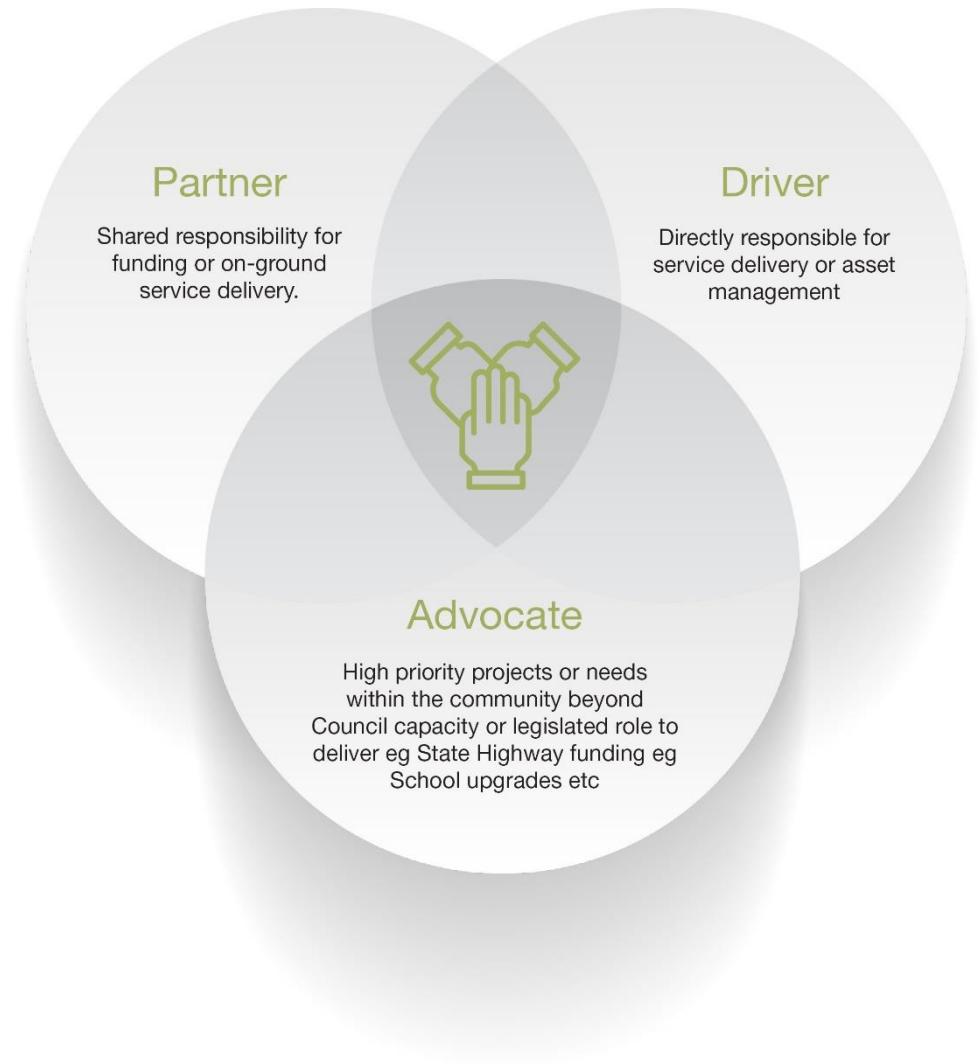 Partner
Shared responsibility for
funding or on-ground
service delivery.
Driver
Directly responsible for
service delivery or asset
management
Advocate
High priority projects or needs
within the community beyond
Council capacity or legislated role to
deliver eg State Highway funding eg
School upgrades etc